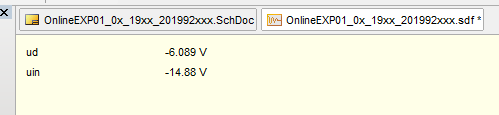 OnlineEXP01_0x_19xx_201992xxx.SchDoc OnlineEXP01_0x_19xx_201992xxx.sdf *
ud -6.089 V
uin -14.88 V